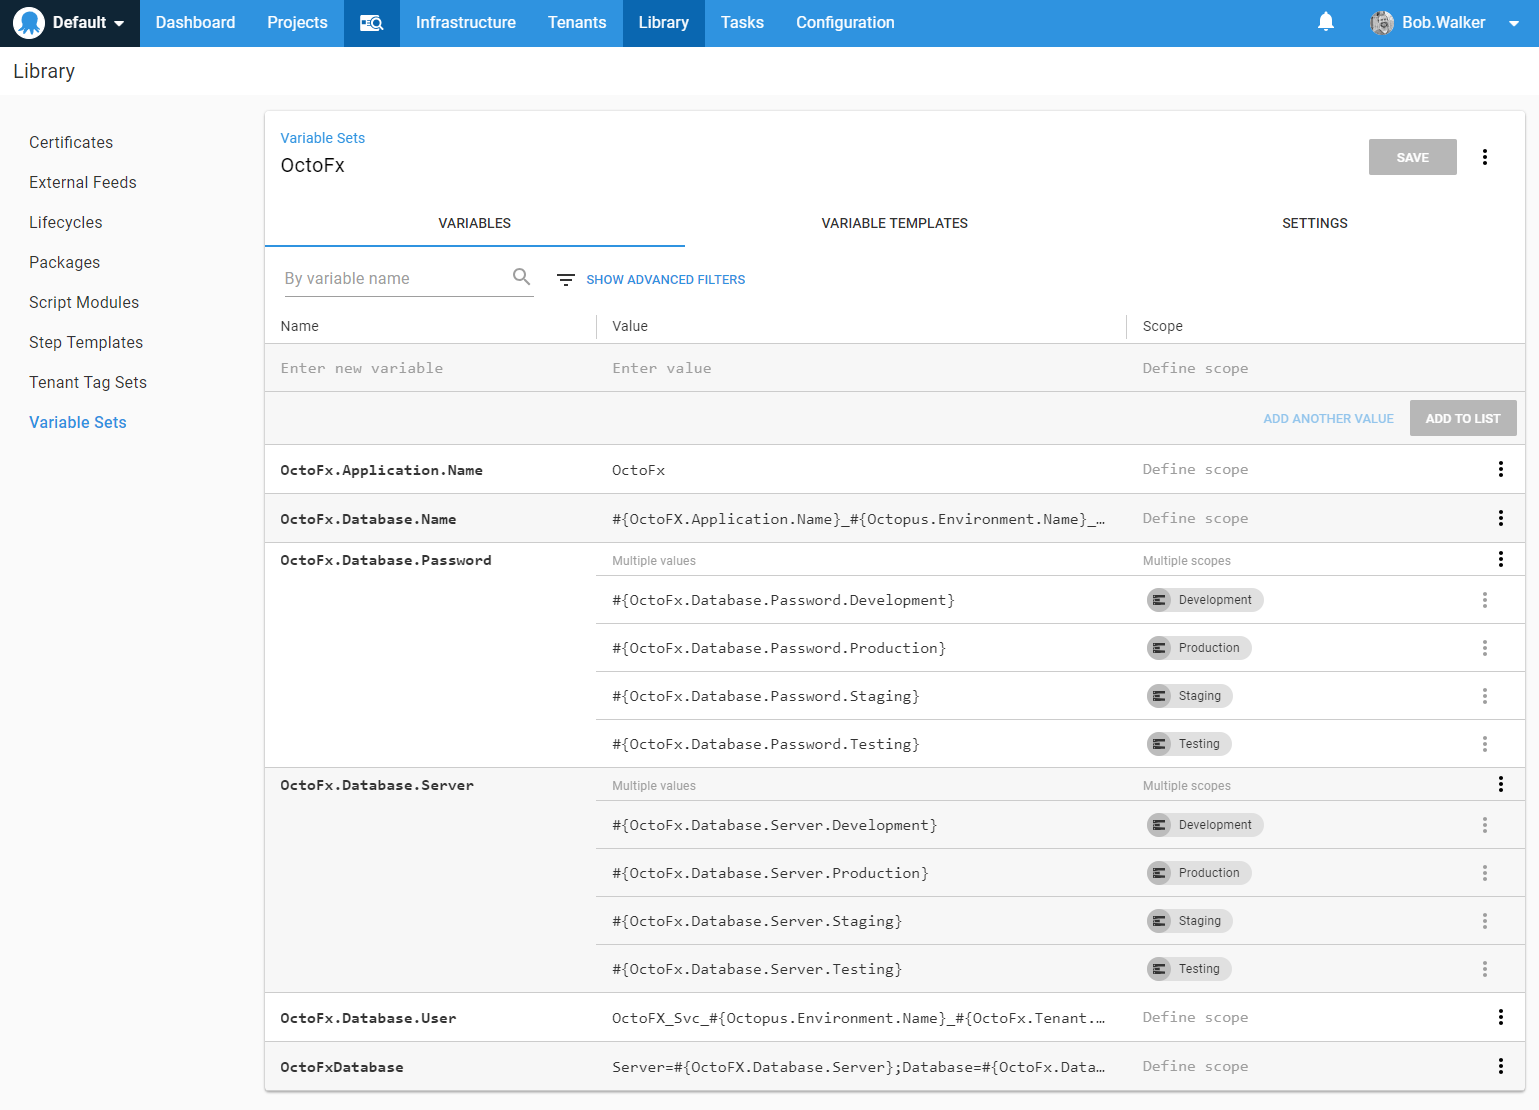 Default
Dashboard
Projects
Infrastructure
Tenants
Library
Tasks
Configuration
Bob.Walker
Library
Certificates
External Feeds
Lifecycles
Packages
Script Modules
Step Templates
Tenant Tag Sets
Variable Sets
Variable Sets
OctoFx
SAVE
VARIABLES
VARIABLE TEMPLATES
SETTINGS
By variable name
SHOW ADVANCED FILTERS
Name
Value
Scope
Enter new variable
Enter value
Define scope
ADD ANOTHER VALUE
ADD TO LIST
OctoFx.Application.Name
OctoFx
Define scope
OctoFx.Database.Name
#{OctoFX.Application.Name}_#{Octopus.Environment.Name}_…
Define scope
OctoFx.Database.Password
Multiple values
Multiple scopes
#{OctoFx.Database.Password.Development}
Development
#{OctoFx.Database.Password.Production}
Production
#{OctoFx.Database.Password.Staging}
Staging
#{OctoFx.Database.Password.Testing}
Testing
OctoFx.Database.Server
Multiple values
Multiple scopes
#{OctoFx.Database.Server.Development}
Development
#{OctoFx.Database.Server.Production}
Production
#{OctoFx.Database.Server.Staging}
Staging
#{OctoFx.Database.Server.Testing}
Testing
OctoFx.Database.User
OctoFX_Svc_#{Octopus.Environment.Name}_#{OctoFx.Tenant.…
Define scope
OctoFxDatabase
Server=#{OctoFX.Database.Server};Database=#{OctoFx.Data…
Define scope